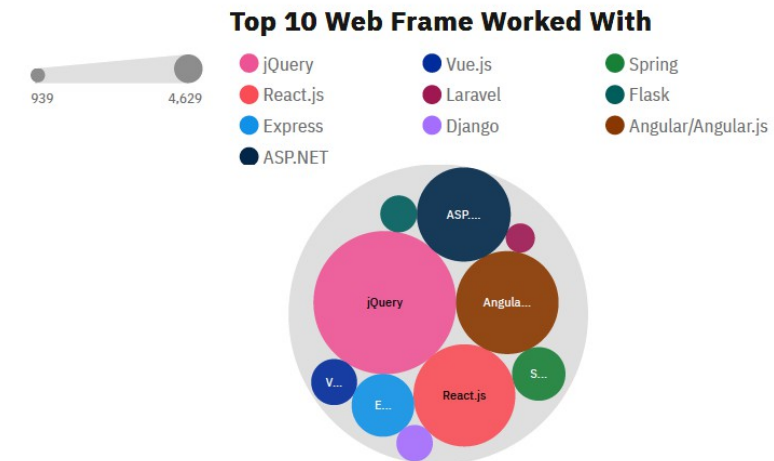 Top 10 Web Frame Worked With
939
4,629
jQuery
Vue.js
Spring
React.js
Laravel
Flask
Express
Django
Angular/Angular.js
ASP.NET
ASP....
jQuery
Angula...
V...
E...
React.js
S...